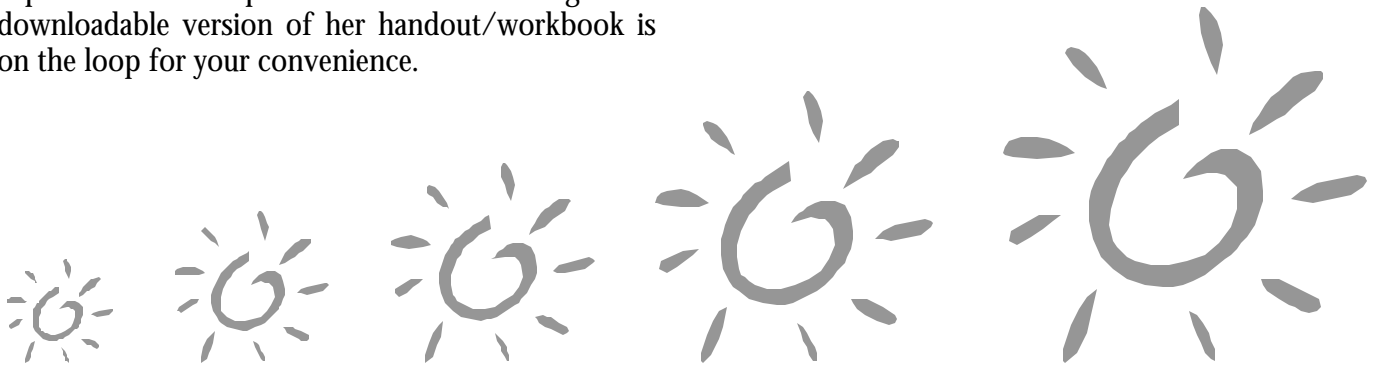 downloadable version of her handout/workbook is
on the loop for your convenience.